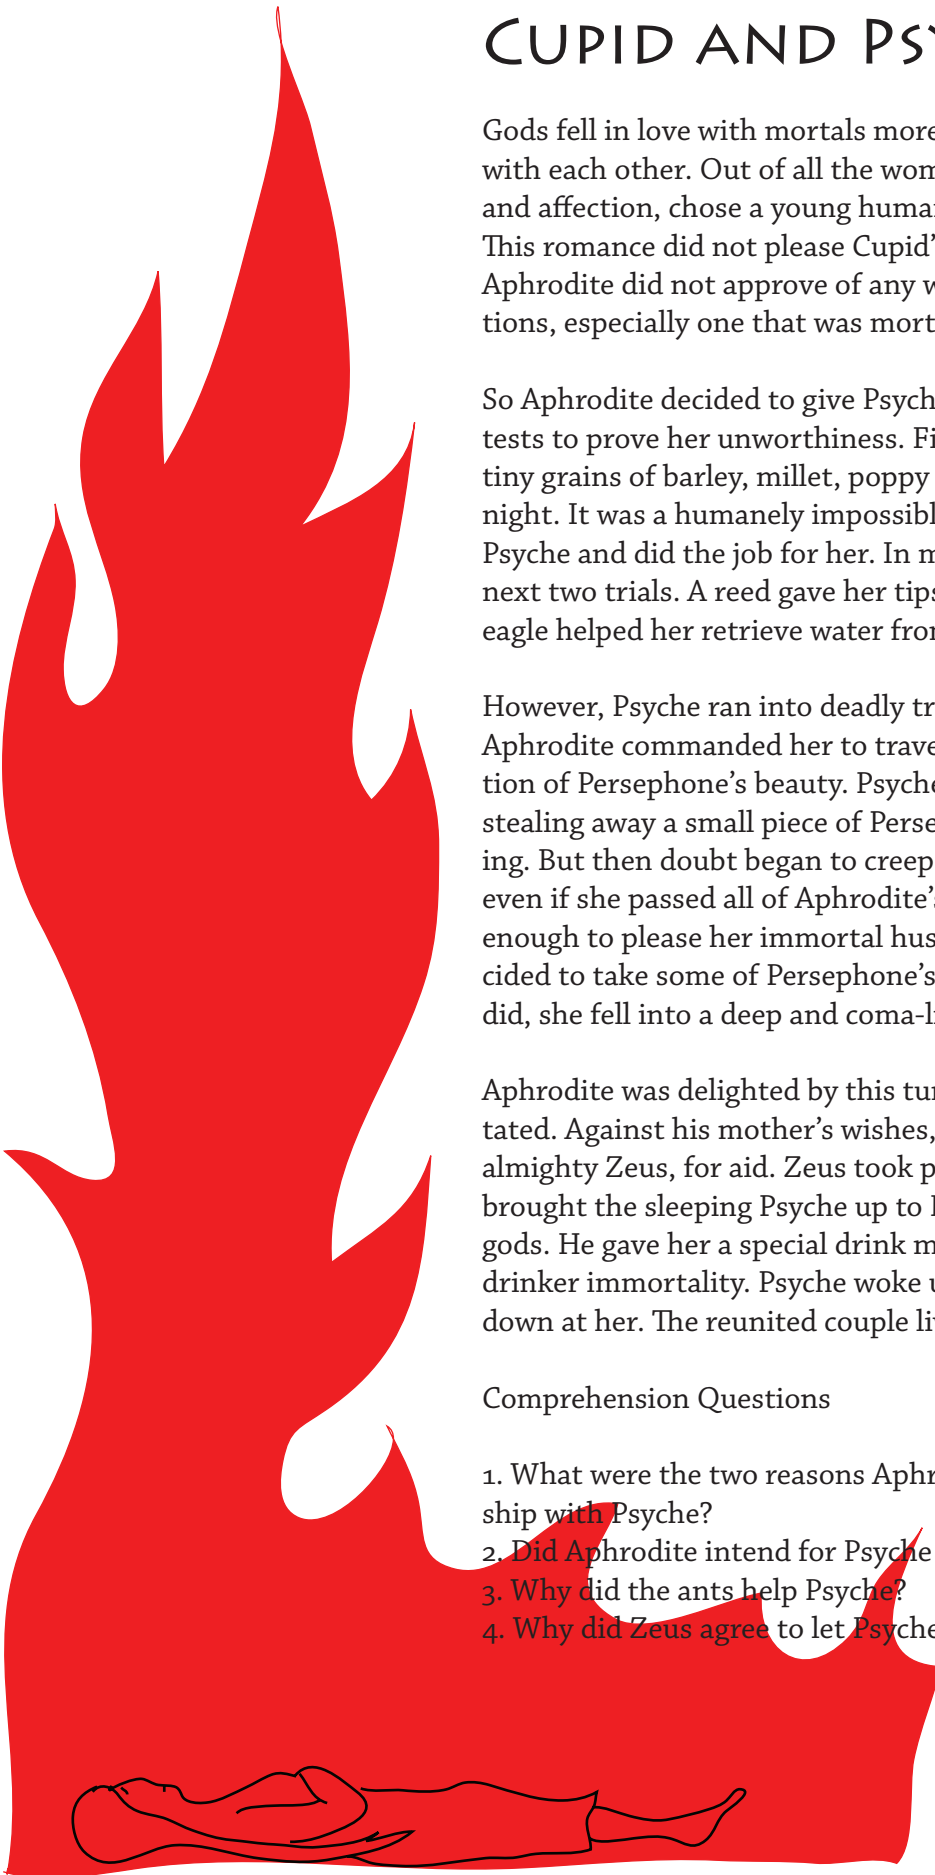 CUPID AND PSY
Gods fell in love with mortals more
with each other. Out of all the wom
and affection, chose a young huma
This romance did not please Cupid’
Aphrodite did not approve of any w
tions, especially one that was mort
So Aphrodite decided to give Psych
tests to prove her unworthiness. Fi
tiny grains of barley, millet, poppy
night. It was a humanely impossibl
Psyche and did the job for her. In m
next two trials. A reed gave her tips
eagle helped her retrieve water fro
However, Psyche ran into deadly tr
Aphrodite commanded her to trave
tion of Persephone’s beauty. Psyche
stealing away a small piece of Perse
ing. But then doubt began to creep
even if she passed all of Aphrodite’s
enough to please her immortal hus
cided to take some of Persephone’s
did, she fell into a deep and coma-li
Aphrodite was delighted by this tur
tated. Against his mother’s wishes,
almighty Zeus, for aid. Zeus took p
brought the sleeping Psyche up to
gods. He gave her a special drink m
drinker immortality. Psyche woke u
down at her. The reunited couple li
Comprehension Questions
1. What were the two reasons Aphr
ship with Psyche?
2. Did Aphrodite intend for Psyche
3. Why did the ants help Psyche?
4. Why did Zeus agree to let Psyche